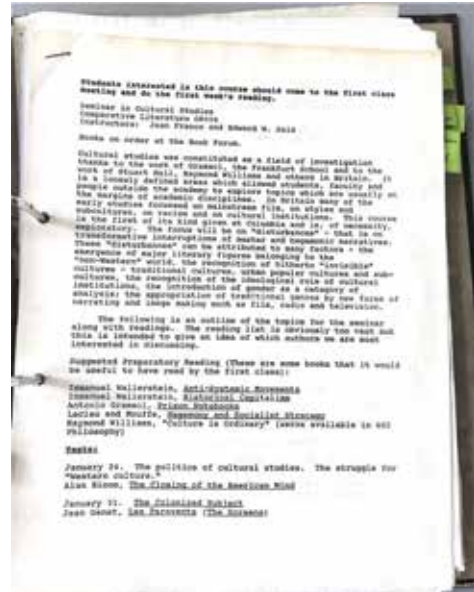 Students interested in this course should come to the first class
meeting and do the first week's reading.
Seminar in Cultural Studies
Comparative Literature
Instructors: Jean Franco and Edward W. Said
Books on order at the Book Forum.
Cultural studies was constituted as a field of investigation
thanks to the work of Gramsci, the Frankfurt School and to the
work of Stuart Hall, Raymond Williams and others in Britain. It
is a loosely defined area which allowed students, faculty and
people outside the academy to explore topics which are usually on
the margins of academic disciplines. In Britain many of the
early studies focussed on mainstream film, on styles and
subcultures, on racism and on cultural institutions. This course
is the first of its kind given at Columbia and is, of necessity,
exploratory. The focus will be on "disturbances" - that is on
transformative interruptions of master and hegemonic narratives.
These "disturbances" can be attributed to many factors - the
emergence of major literary figures belonging to the
"non-Western" world, the recognition of hitherto "invisible"
cultures - traditional cultures, urban popular cultures and sub-
cultures, the recognition of the ideological role of cultural
institutions, the introduction of gender as a category of
analysis; the appropriation of traditional genres by new forms of
narrating and image making such as film, radio and television.
The following is an outline of the topics for the seminar
along with readings. The reading list is obviously too vast but
this is intended to give an idea of which authors we are most
interested in discussing.
Suggested Preparatory Reading (These are some books that it would
be useful to have read by the first class):
Immanuel Wallerstein, Anti-Systemic Movements
Immanuel Wallerstein, Historical Capitalism
Antonio Gramsci, Prison Notebooks
Laclau and Mouffe, Hegemony and Socialist Strategy
Raymond Williams, "Culture is Ordinary" (xerox available in 602
Philosophy)
Topic:
January 24. The politics of cultural studies. The struggle for
"Western culture."
Alan Bloom, The Closing of the American Mind
January 31. The Colonized Subject
Jean Genet, Les Paravents (The Screens)